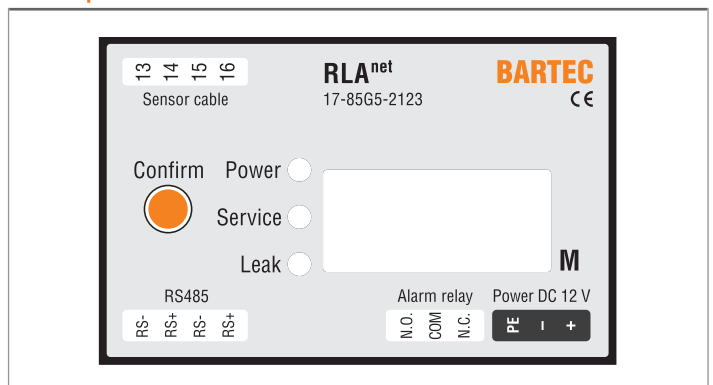 13 14 15 16
Sensor cable
RLAnet
17-85G5-2123
BARTEC
CE
Confirm
Power
Service
Leak
M
RS485
RS- RS+ RS- RS+
Alarm relay
N.O. COM N.C.
Power DC 12 V
PE – +